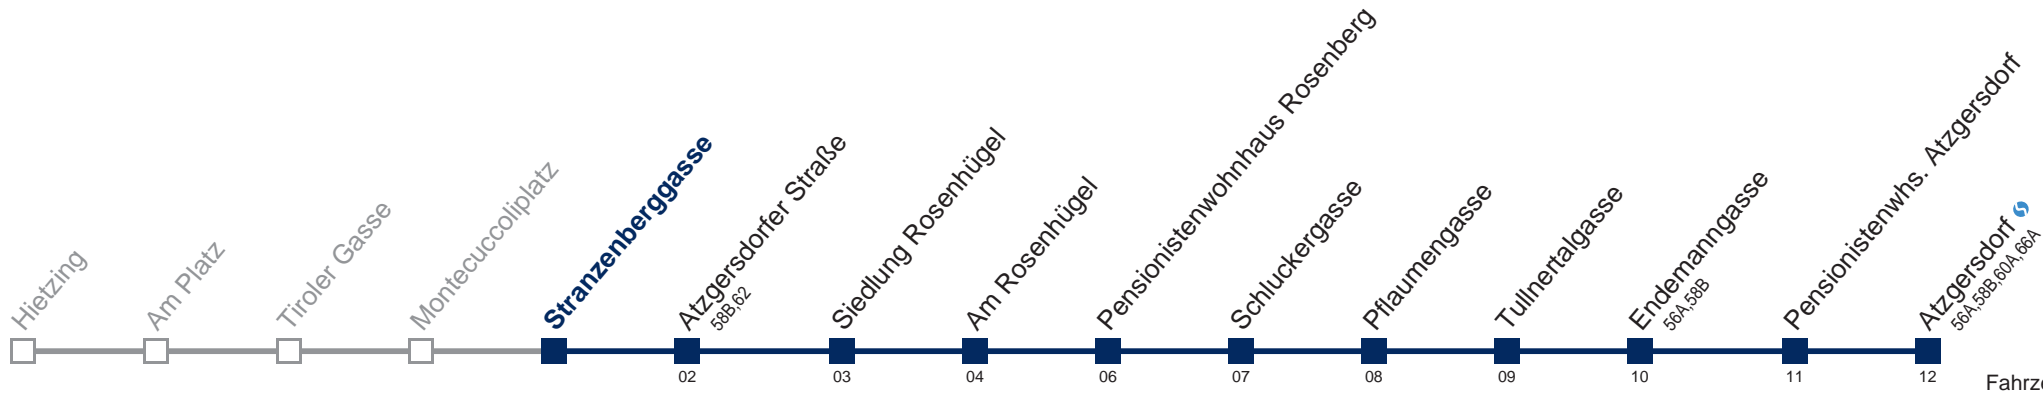 Hietzing
Am Platz
Tiroler Gasse
Montecuccoliplatz
Stranzenberggasse
Atzgersdorfer Straße
58B,62
Siedlung Rosenhügel
Am Rosenhügel
Pensionistenwohnhaus Rosenberg
Schluckergasse
Pflaumengasse
Tullnertalgasse
Endemanngasse
56A,58B
Pensionistenwhs. Atzgersdorf
Atzgersdorf
56A,58B,60A,66A
02
03
04
06
07
08
09
10
11
12
Fahrze